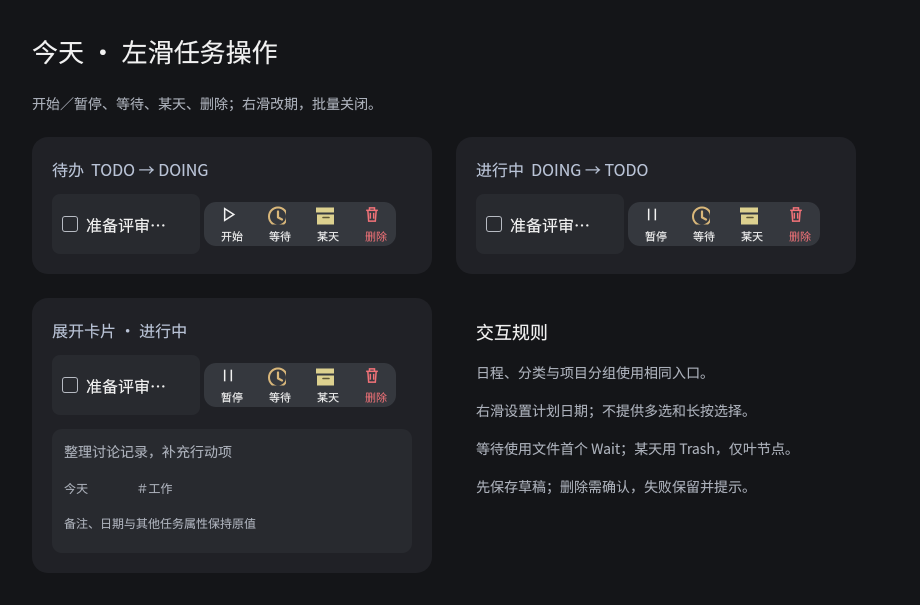 今天 · 左滑任务操作
开始／暂停、等待、某天、删除；右滑改期，批量关闭。
待办 TODO → DOING
准备评审…
开始 等待 某天 删除
进行中 DOING → TODO
准备评审…
暂停 等待 某天 删除
展开卡片 · 进行中
准备评审…
暂停 等待 某天 删除
整理讨论记录，补充行动项
今天 #工作
备注、日期与其他任务属性保持原值
交互规则
日程、分类与项目分组使用相同入口。
右滑设置计划日期；不提供多选和长按选择。
等待使用文件首个 Wait；某天用 Trash，仅叶节点。
先保存草稿；删除需确认，失败保留并提示。